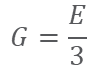 G = E/3